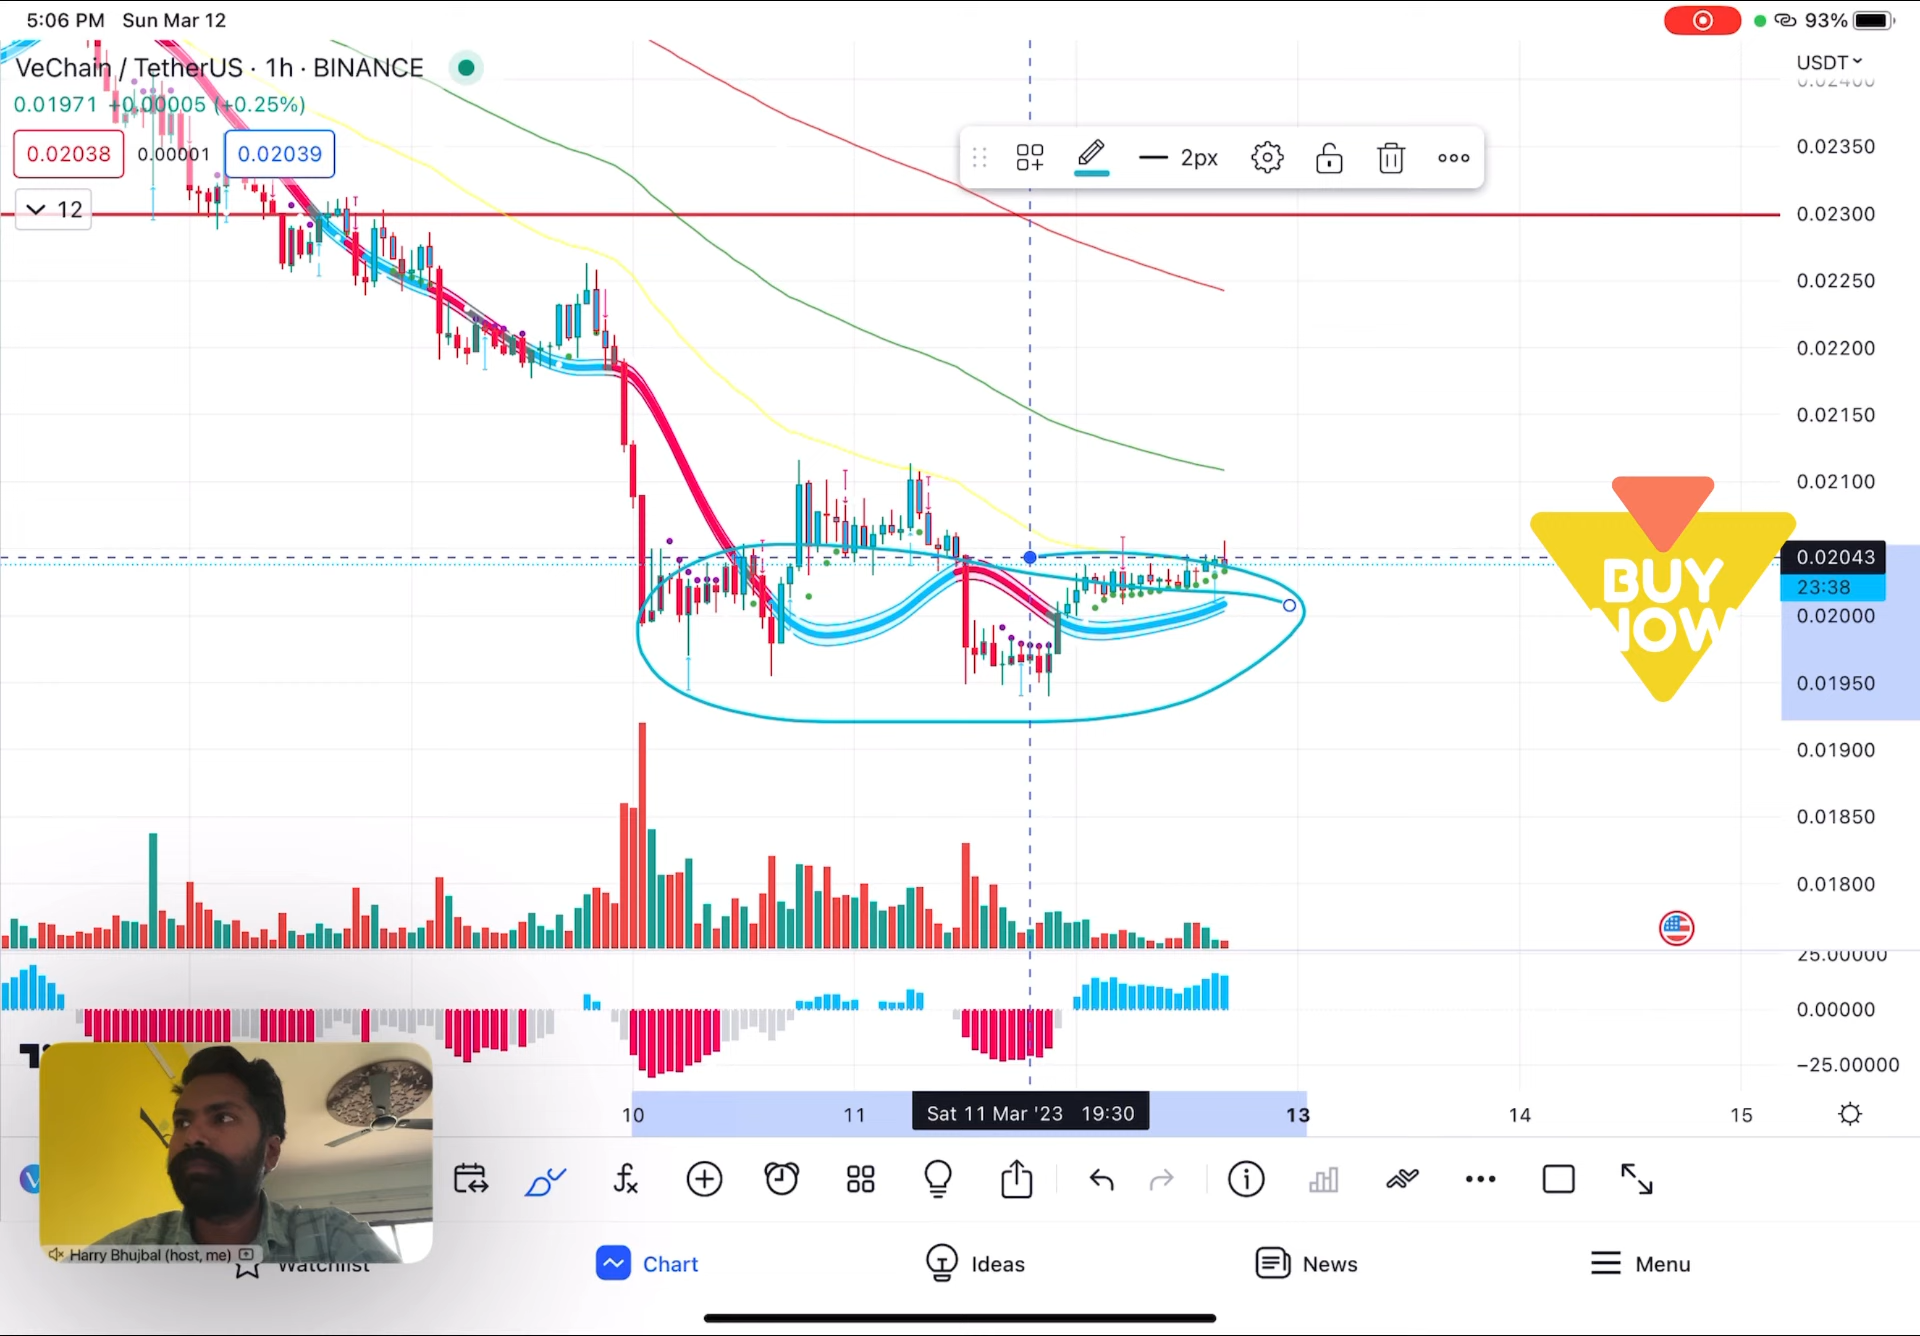 5:06 PM Sun Mar 12
93%
VeChain / TetherUS · 1h · BINANCE
USDT
0.01971 +0.00005 (+0.25%)
0.02038 0.00001 0.02039
2px
12
0.02400
0.02350
0.02300
0.02250
0.02200
0.02150
0.02100
0.02043
23:38
0.02000
0.01950
0.01900
0.01850
0.01800
BUY
NOW
25.00000
0.00000
−25.00000
10 11 Sat 11 Mar '23 19:30 13 14 15
Harry Bhujbal (host, me)
Watchlist Chart Ideas News Menu